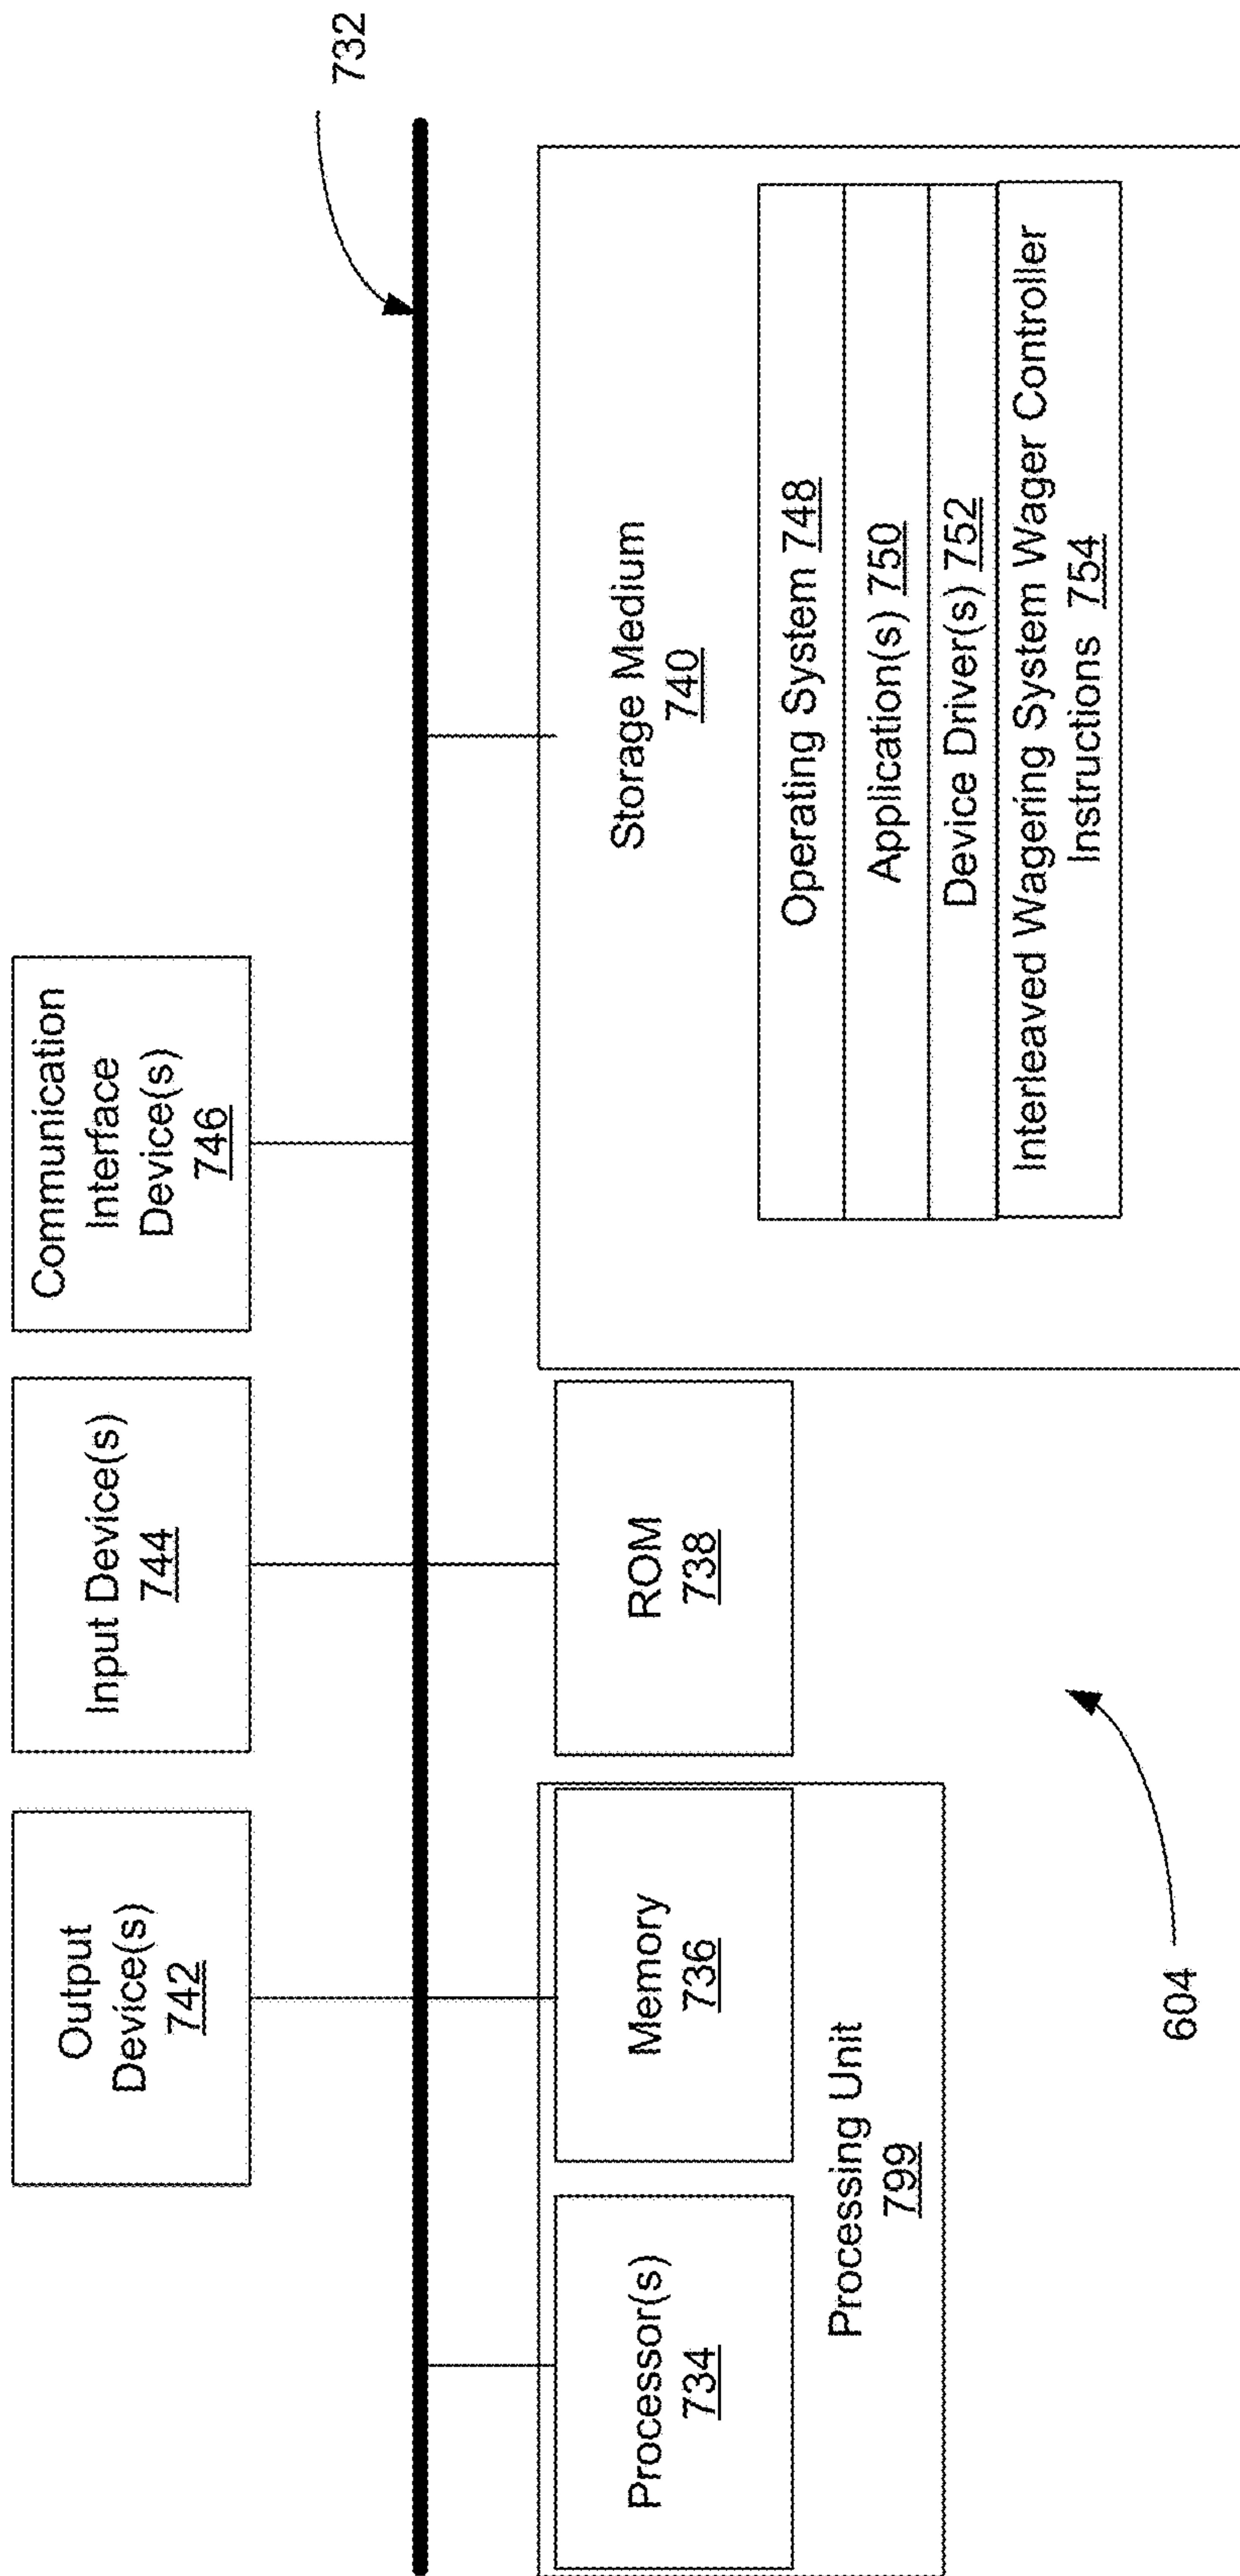 732
Output
Device(s)
742
Input Device(s)
744
Communication
Interface
Device(s)
746
Processor(s)
734
Memory
736
Processing Unit
799
ROM
738
Storage Medium
740
Operating System 748
Application(s) 750
Device Driver(s) 752
Interleaved Wagering System Wager Controller
Instructions 754
604